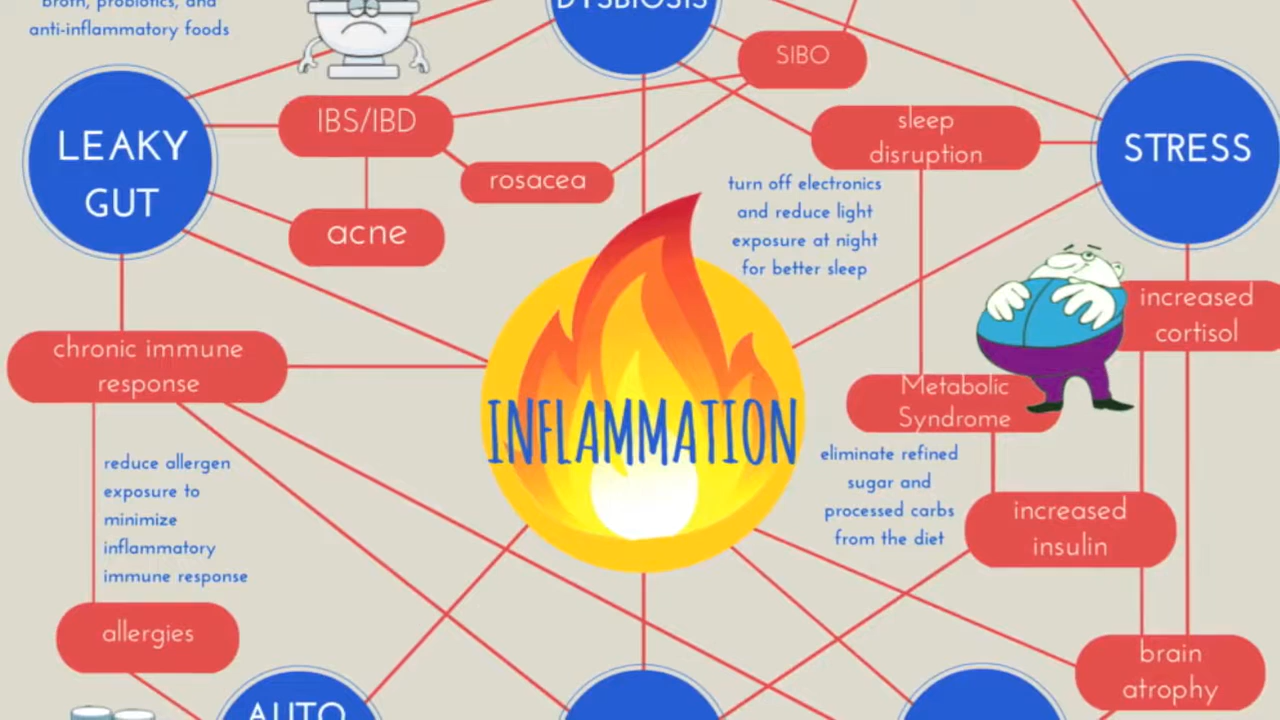 broth, probiotics, and
anti-inflammatory foods
DYSBIOSIS
SIBO
LEAKY
GUT
IBS/IBD
rosacea
acne
sleep
disruption
STRESS
turn off electronics
and reduce light
exposure at night
for better sleep
increased
cortisol
chronic immune
response
INFLAMMATION
Metabolic
Syndrome
eliminate refined
sugar and
processed carbs
from the diet
increased
insulin
reduce allergen
exposure to
minimize
inflammatory
immune response
allergies
brain
atrophy
AUTO